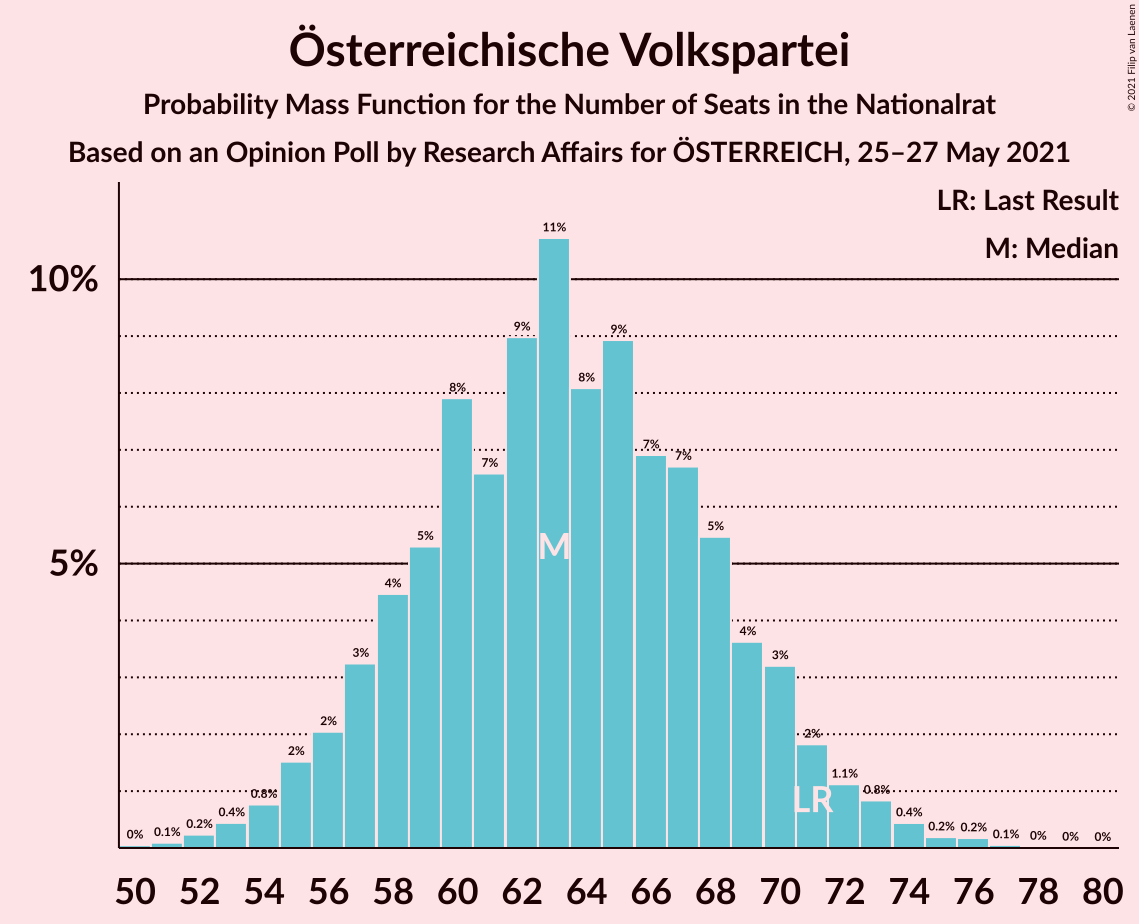 Österreichische Volkspartei
Probability Mass Function for the Number of Seats in the Nationalrat
Based on an Opinion Poll by Research Affairs for ÖSTERREICH, 25–27 May 2021
© 2021 Filip van Laenen
LR: Last Result
M: Median
10%
5%
0% 0.1% 0.2% 0.4% 0.8% 2% 2% 3% 4% 5% 8% 7% 9% 11% 8% 9% 7% 7% 5% 4% 3% 2% 1.1% 0.8% 0.4% 0.2% 0.2% 0.1% 0% 0% 0%
M
LR
50 52 54 56 58 60 62 64 66 68 70 72 74 76 78 80